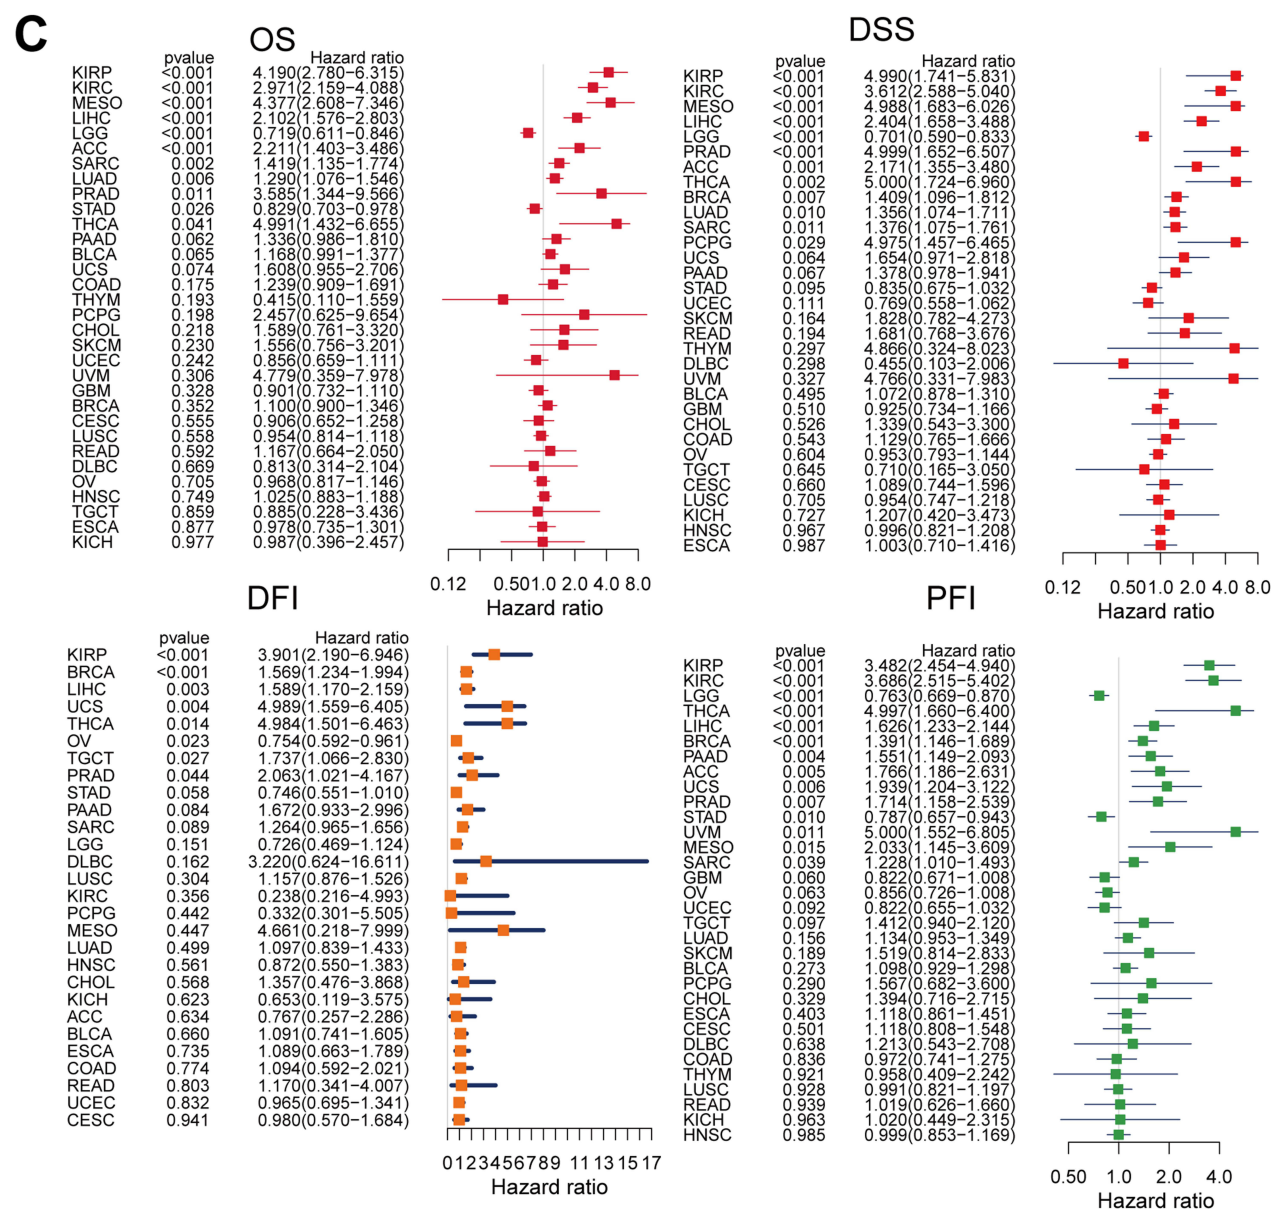 C
OS
pvalue Hazard ratio
KIRP <0.001 4.190(2.780−6.315)
KIRC <0.001 2.971(2.159−4.088)
MESO <0.001 4.377(2.608−7.346)
LIHC <0.001 2.102(1.576−2.803)
LGG <0.001 0.719(0.611−0.846)
ACC <0.001 2.211(1.403−3.486)
SARC 0.002 1.419(1.135−1.774)
LUAD 0.006 1.290(1.076−1.546)
PRAD 0.011 3.585(1.344−9.566)
STAD 0.026 0.829(0.703−0.978)
THCA 0.041 4.991(1.432−6.655)
PAAD 0.062 1.336(0.986−1.810)
BLCA 0.065 1.168(0.991−1.377)
UCS 0.074 1.608(0.955−2.706)
COAD 0.175 1.239(0.909−1.691)
THYM 0.193 0.415(0.110−1.559)
PCPG 0.198 2.457(0.625−9.654)
CHOL 0.218 1.589(0.761−3.320)
SKCM 0.230 1.556(0.756−3.201)
UCEC 0.242 0.856(0.659−1.111)
UVM 0.306 4.779(0.359−7.978)
GBM 0.328 0.901(0.732−1.110)
BRCA 0.352 1.100(0.900−1.346)
CESC 0.555 0.906(0.652−1.258)
LUSC 0.558 0.954(0.814−1.118)
READ 0.592 1.167(0.664−2.050)
DLBC 0.669 0.813(0.314−2.104)
OV 0.705 0.968(0.817−1.146)
HNSC 0.749 1.025(0.883−1.188)
TGCT 0.859 0.885(0.228−3.436)
ESCA 0.877 0.978(0.735−1.301)
KICH 0.977 0.987(0.396−2.457)
0.12 0.50 1.0 2.0 4.0 8.0
Hazard ratio
DSS
pvalue Hazard ratio
KIRP <0.001 4.990(1.741−5.831)
KIRC <0.001 3.612(2.588−5.040)
MESO <0.001 4.988(1.683−6.026)
LIHC <0.001 2.404(1.658−3.488)
LGG <0.001 0.701(0.590−0.833)
PRAD <0.001 4.999(1.652−6.507)
ACC 0.001 2.171(1.355−3.480)
THCA 0.002 5.000(1.724−6.960)
BRCA 0.007 1.409(1.096−1.812)
LUAD 0.010 1.356(1.074−1.711)
SARC 0.011 1.376(1.075−1.761)
PCPG 0.029 4.975(1.457−6.465)
UCS 0.064 1.654(0.971−2.818)
PAAD 0.067 1.378(0.978−1.941)
STAD 0.095 0.835(0.675−1.032)
UCEC 0.111 0.769(0.558−1.062)
SKCM 0.164 1.828(0.782−4.273)
READ 0.194 1.681(0.768−3.676)
THYM 0.297 4.866(0.324−8.023)
DLBC 0.298 0.455(0.103−2.006)
UVM 0.327 4.766(0.331−7.983)
BLCA 0.495 1.072(0.878−1.310)
GBM 0.510 0.925(0.734−1.166)
CHOL 0.526 1.339(0.543−3.300)
COAD 0.543 1.129(0.765−1.666)
OV 0.604 0.953(0.793−1.144)
TGCT 0.645 0.710(0.165−3.050)
CESC 0.660 1.089(0.744−1.596)
LUSC 0.705 0.954(0.747−1.218)
KICH 0.727 1.207(0.420−3.473)
HNSC 0.967 0.996(0.821−1.208)
ESCA 0.987 1.003(0.710−1.416)
0.12 0.50 1.0 2.0 4.0 8.0
Hazard ratio
DFI
pvalue Hazard ratio
KIRP <0.001 3.901(2.190−6.946)
BRCA <0.001 1.569(1.234−1.994)
LIHC 0.003 1.589(1.170−2.159)
UCS 0.004 4.989(1.559−6.405)
THCA 0.014 4.984(1.501−6.463)
OV 0.023 0.754(0.592−0.961)
TGCT 0.027 1.737(1.066−2.830)
PRAD 0.044 2.063(1.021−4.167)
STAD 0.058 0.746(0.551−1.010)
PAAD 0.084 1.672(0.933−2.996)
SARC 0.089 1.264(0.965−1.656)
LGG 0.151 0.726(0.469−1.124)
DLBC 0.162 3.220(0.624−16.611)
LUSC 0.304 1.157(0.876−1.526)
KIRC 0.356 0.238(0.216−4.993)
PCPG 0.442 0.332(0.301−5.505)
MESO 0.447 4.661(0.218−7.999)
LUAD 0.499 1.097(0.839−1.433)
HNSC 0.561 0.872(0.550−1.383)
CHOL 0.568 1.357(0.476−3.868)
KICH 0.623 0.653(0.119−3.575)
ACC 0.634 0.767(0.257−2.286)
BLCA 0.660 1.091(0.741−1.605)
ESCA 0.735 1.089(0.663−1.789)
COAD 0.774 1.094(0.592−2.021)
READ 0.803 1.170(0.341−4.007)
UCEC 0.832 0.965(0.695−1.341)
CESC 0.941 0.980(0.570−1.684)
0 1 2 3 4 5 6 7 8 9 11 13 15 17
Hazard ratio
PFI
pvalue Hazard ratio
KIRP <0.001 3.482(2.454−4.940)
KIRC <0.001 3.686(2.515−5.402)
LGG <0.001 0.763(0.669−0.870)
THCA <0.001 4.997(1.660−6.400)
LIHC <0.001 1.626(1.233−2.144)
BRCA <0.001 1.391(1.146−1.689)
PAAD 0.004 1.551(1.149−2.093)
ACC 0.005 1.766(1.186−2.631)
UCS 0.006 1.939(1.204−3.122)
PRAD 0.007 1.714(1.158−2.539)
STAD 0.010 0.787(0.657−0.943)
UVM 0.011 5.000(1.552−6.805)
MESO 0.015 2.033(1.145−3.609)
SARC 0.039 1.228(1.010−1.493)
GBM 0.060 0.822(0.671−1.008)
OV 0.063 0.856(0.726−1.008)
UCEC 0.092 0.822(0.655−1.032)
TGCT 0.097 1.412(0.940−2.120)
LUAD 0.156 1.134(0.953−1.349)
SKCM 0.189 1.519(0.814−2.833)
BLCA 0.273 1.098(0.929−1.298)
PCPG 0.290 1.567(0.682−3.600)
CHOL 0.329 1.394(0.716−2.715)
ESCA 0.403 1.118(0.861−1.451)
CESC 0.501 1.118(0.808−1.548)
DLBC 0.638 1.213(0.543−2.708)
COAD 0.836 0.972(0.741−1.275)
THYM 0.921 0.958(0.409−2.242)
LUSC 0.928 0.991(0.821−1.197)
READ 0.939 1.019(0.626−1.660)
KICH 0.963 1.020(0.449−2.315)
HNSC 0.985 0.999(0.853−1.169)
0.50 1.0 2.0 4.0
Hazard ratio